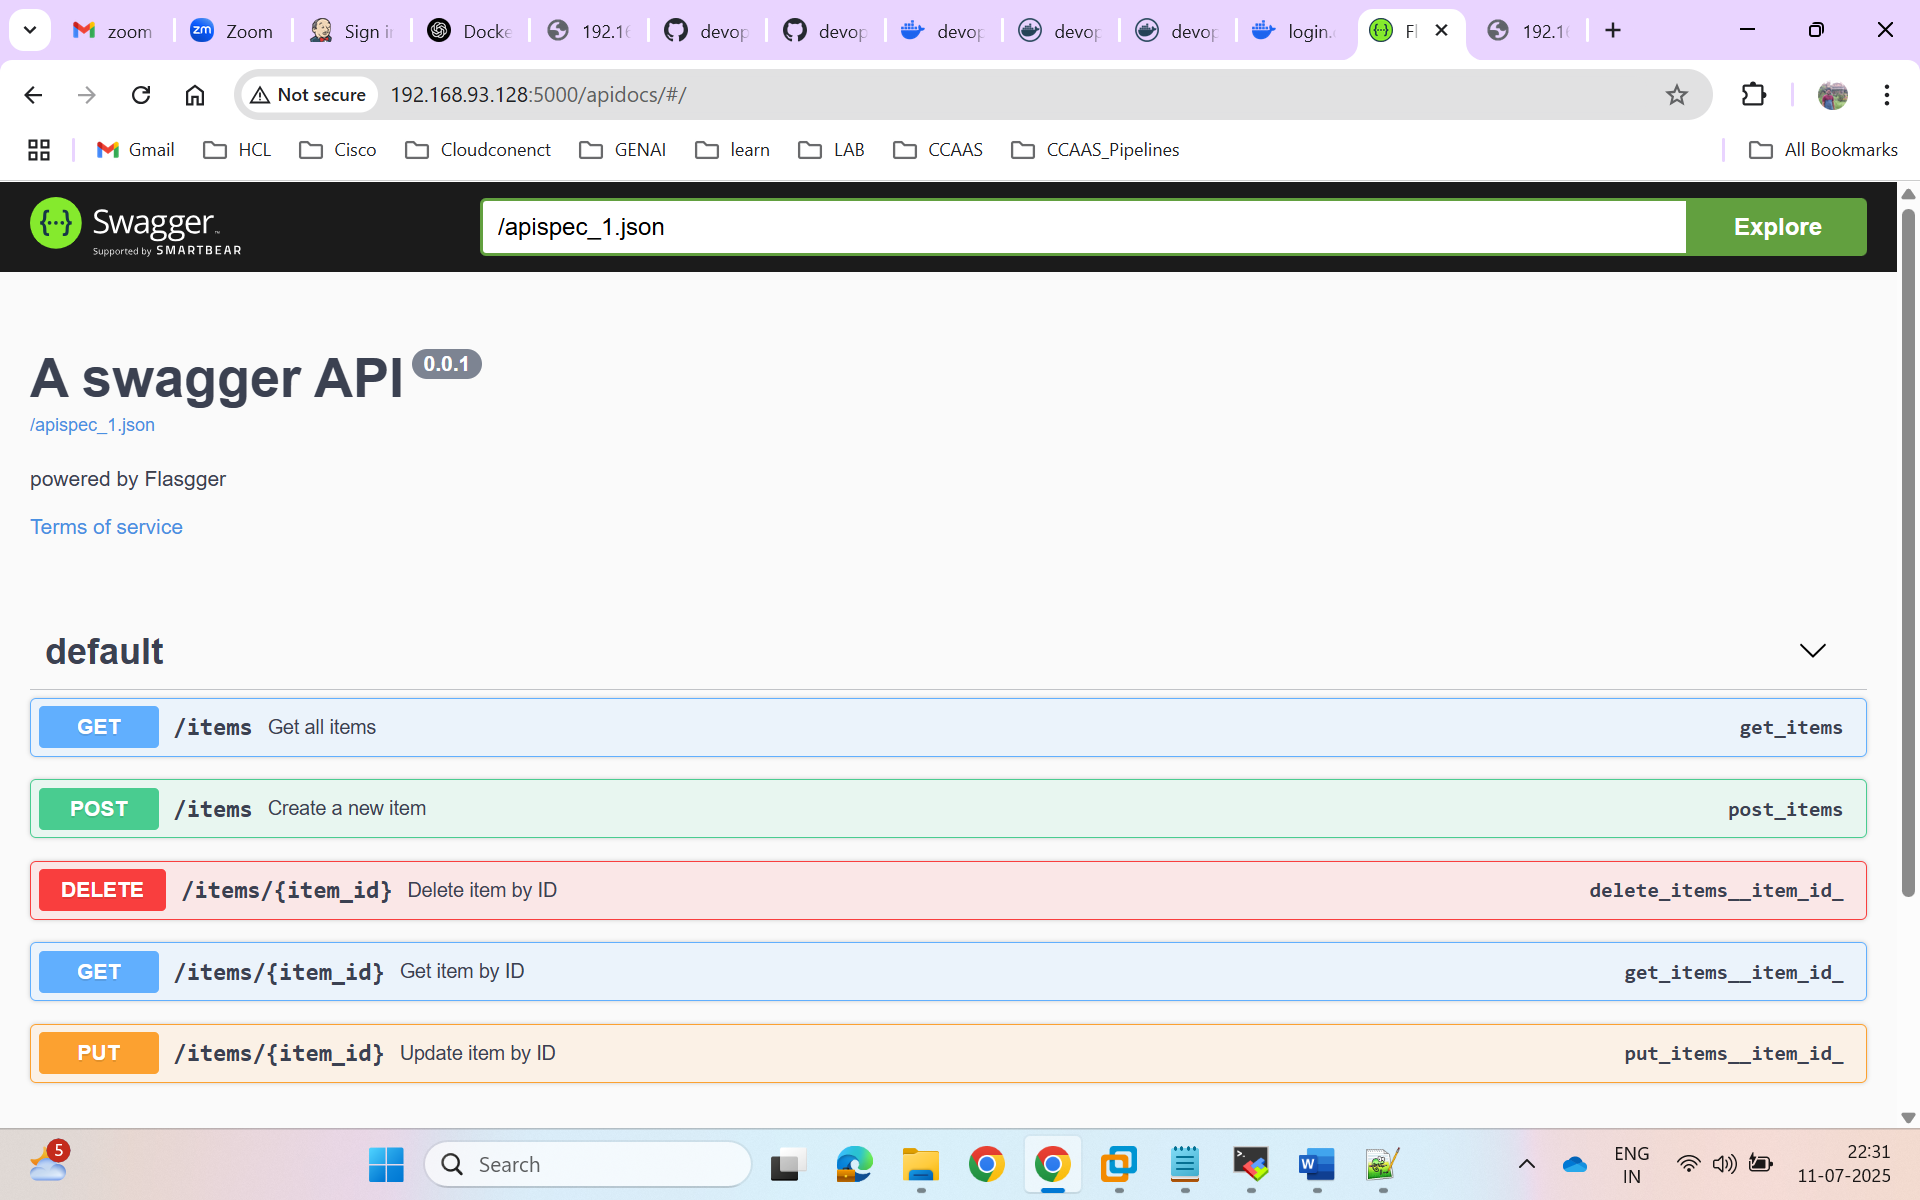 zoom
Zoom
Sign i
Docke
192.16
devop
devop
devop
devop
devop
login.
Fl
192.16
Not secure
192.168.93.128:5000/apidocs/#/
Gmail
HCL
Cisco
Cloudconenct
GENAI
learn
LAB
CCAAS
CCAAS_Pipelines
All Bookmarks
Swagger
Supported by SMARTBEAR
/apispec_1.json
Explore
A swagger API 0.0.1
/apispec_1.json
powered by Flasgger
Terms of service
default
GET /items Get all items get_items
POST /items Create a new item post_items
DELETE /items/{item_id} Delete item by ID delete_items__item_id_
GET /items/{item_id} Get item by ID get_items__item_id_
PUT /items/{item_id} Update item by ID put_items__item_id_
5
Search
ENG
IN
22:31
11-07-2025